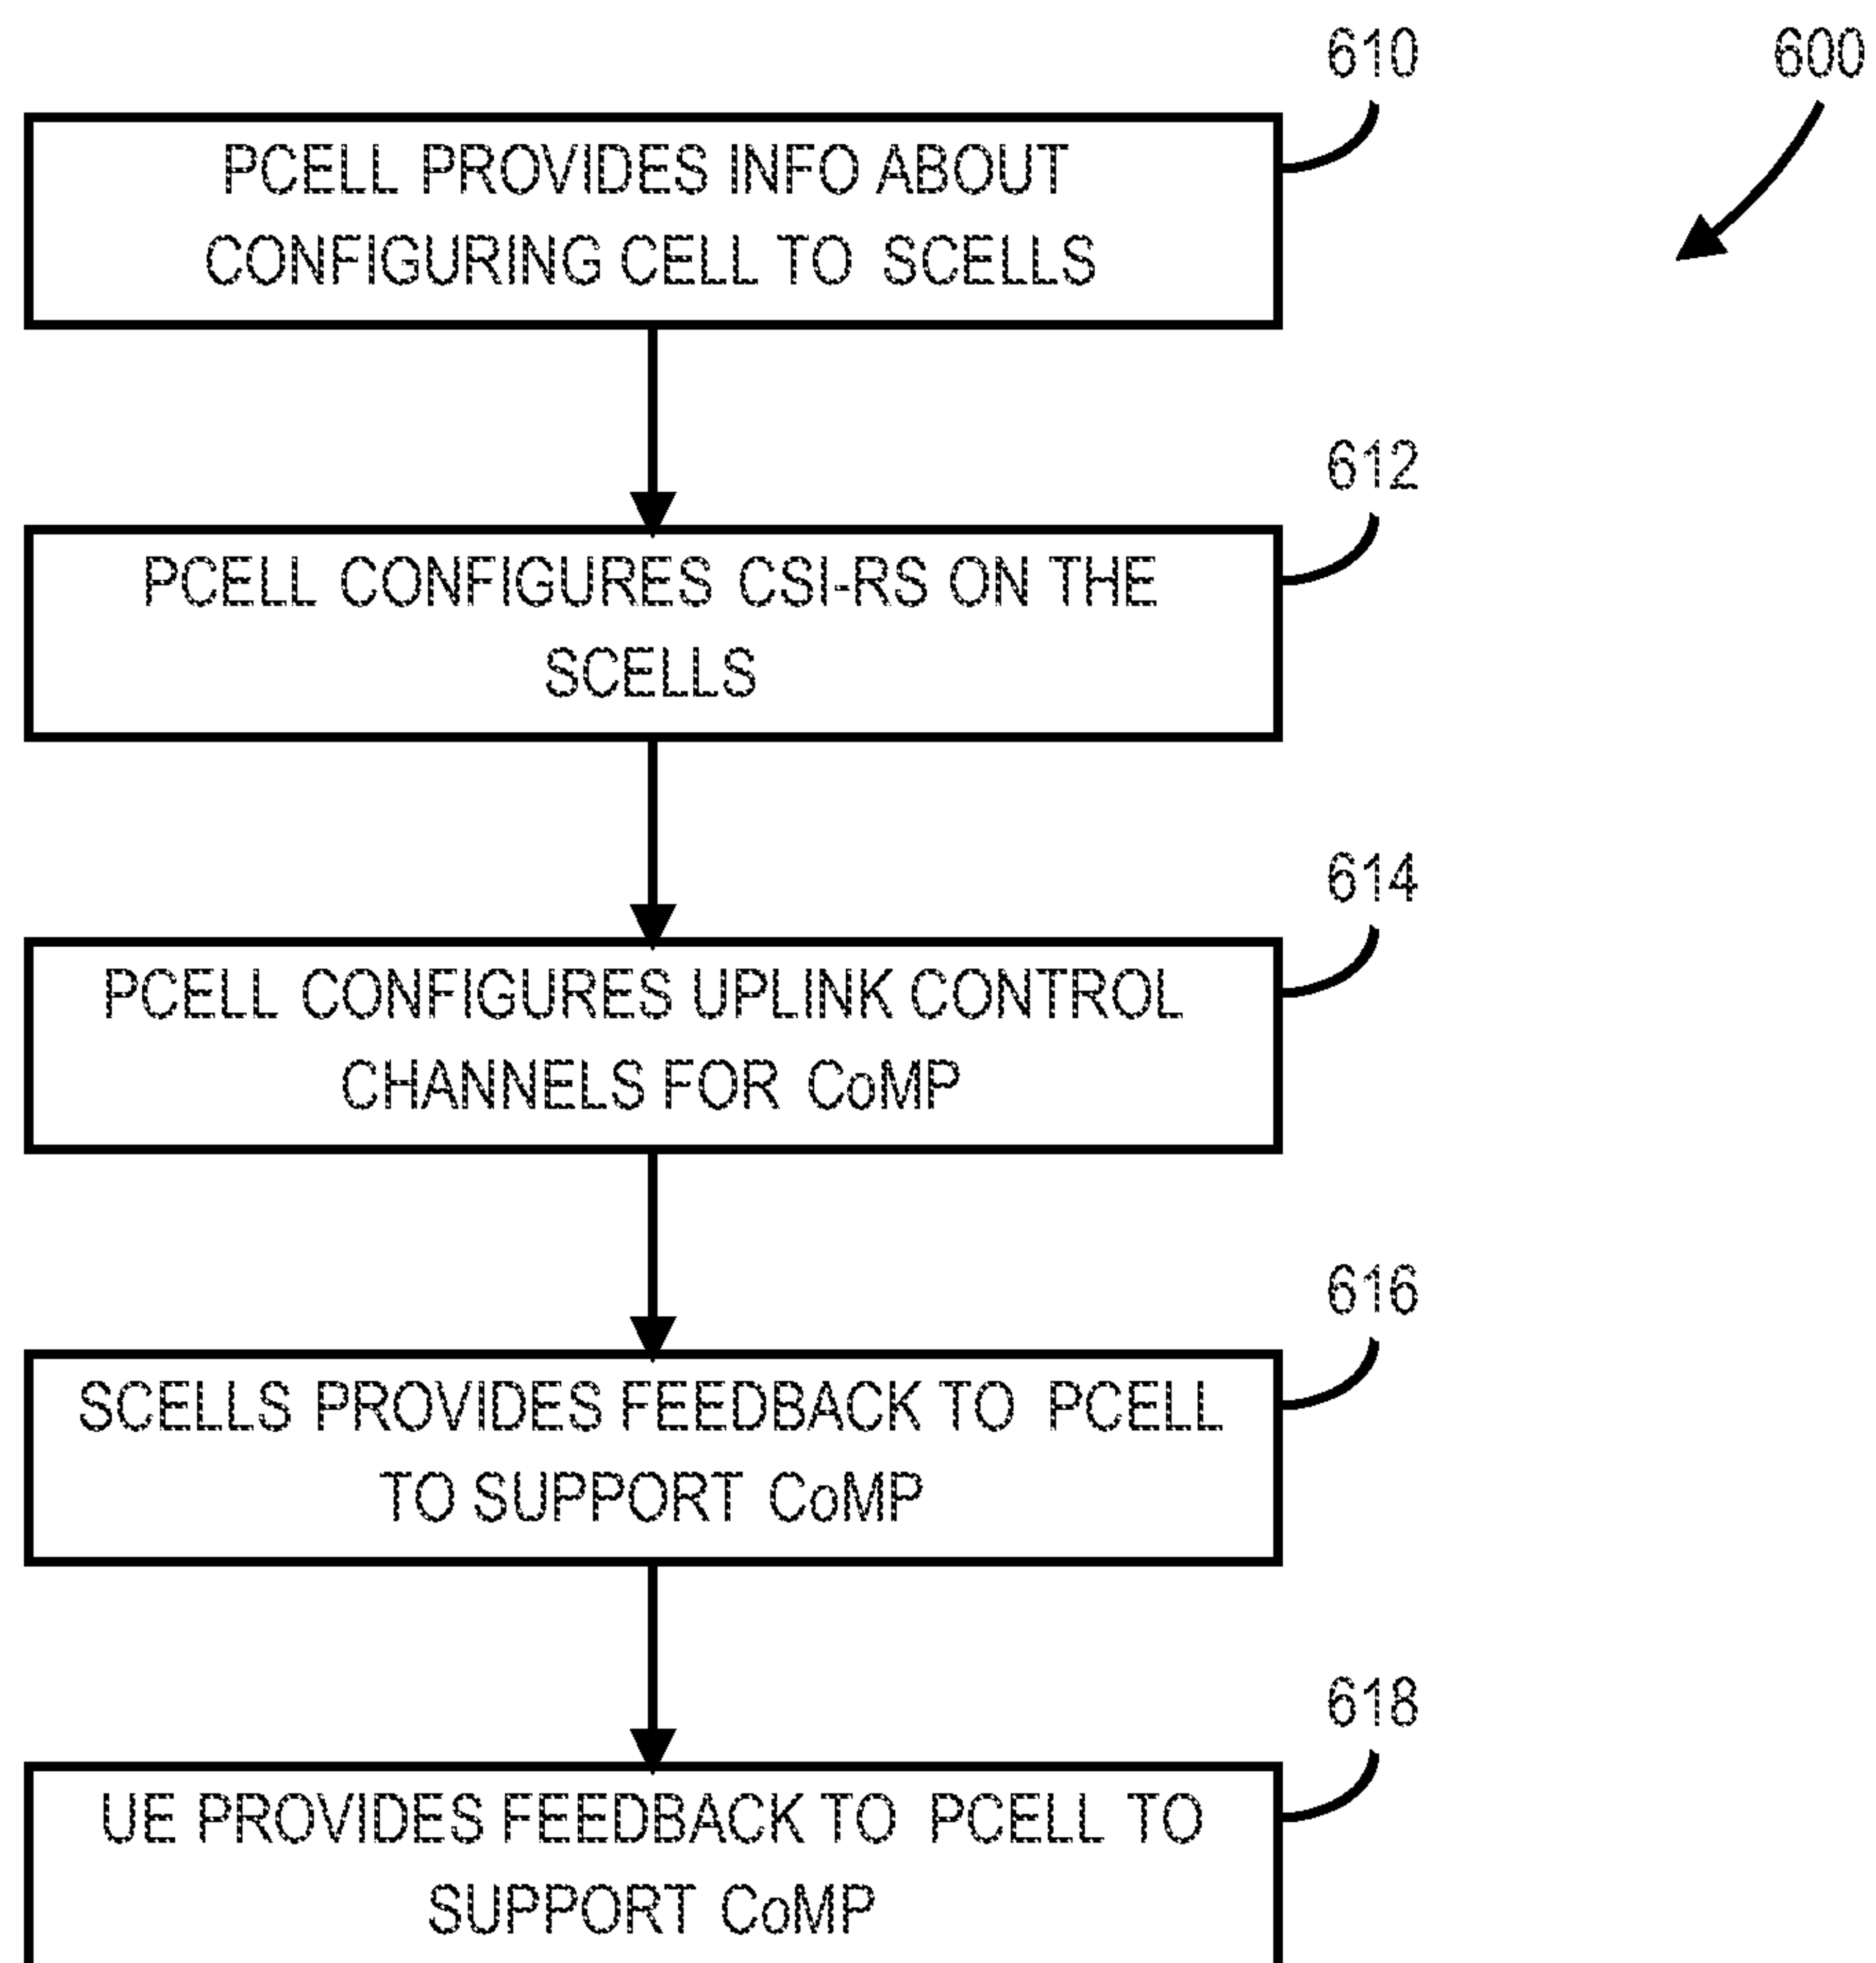 610
600
PCELL PROVIDES INFO ABOUT
CONFIGURING CELL TO SCELLS
612
PCELL CONFIGURES CSI-RS ON THE
SCELLS
614
PCELL CONFIGURES UPLINK CONTROL
CHANNELS FOR CoMP
616
SCELLS PROVIDES FEEDBACK TO PCELL
TO SUPPORT CoMP
618
UE PROVIDES FEEDBACK TO PCELL TO
SUPPORT CoMP